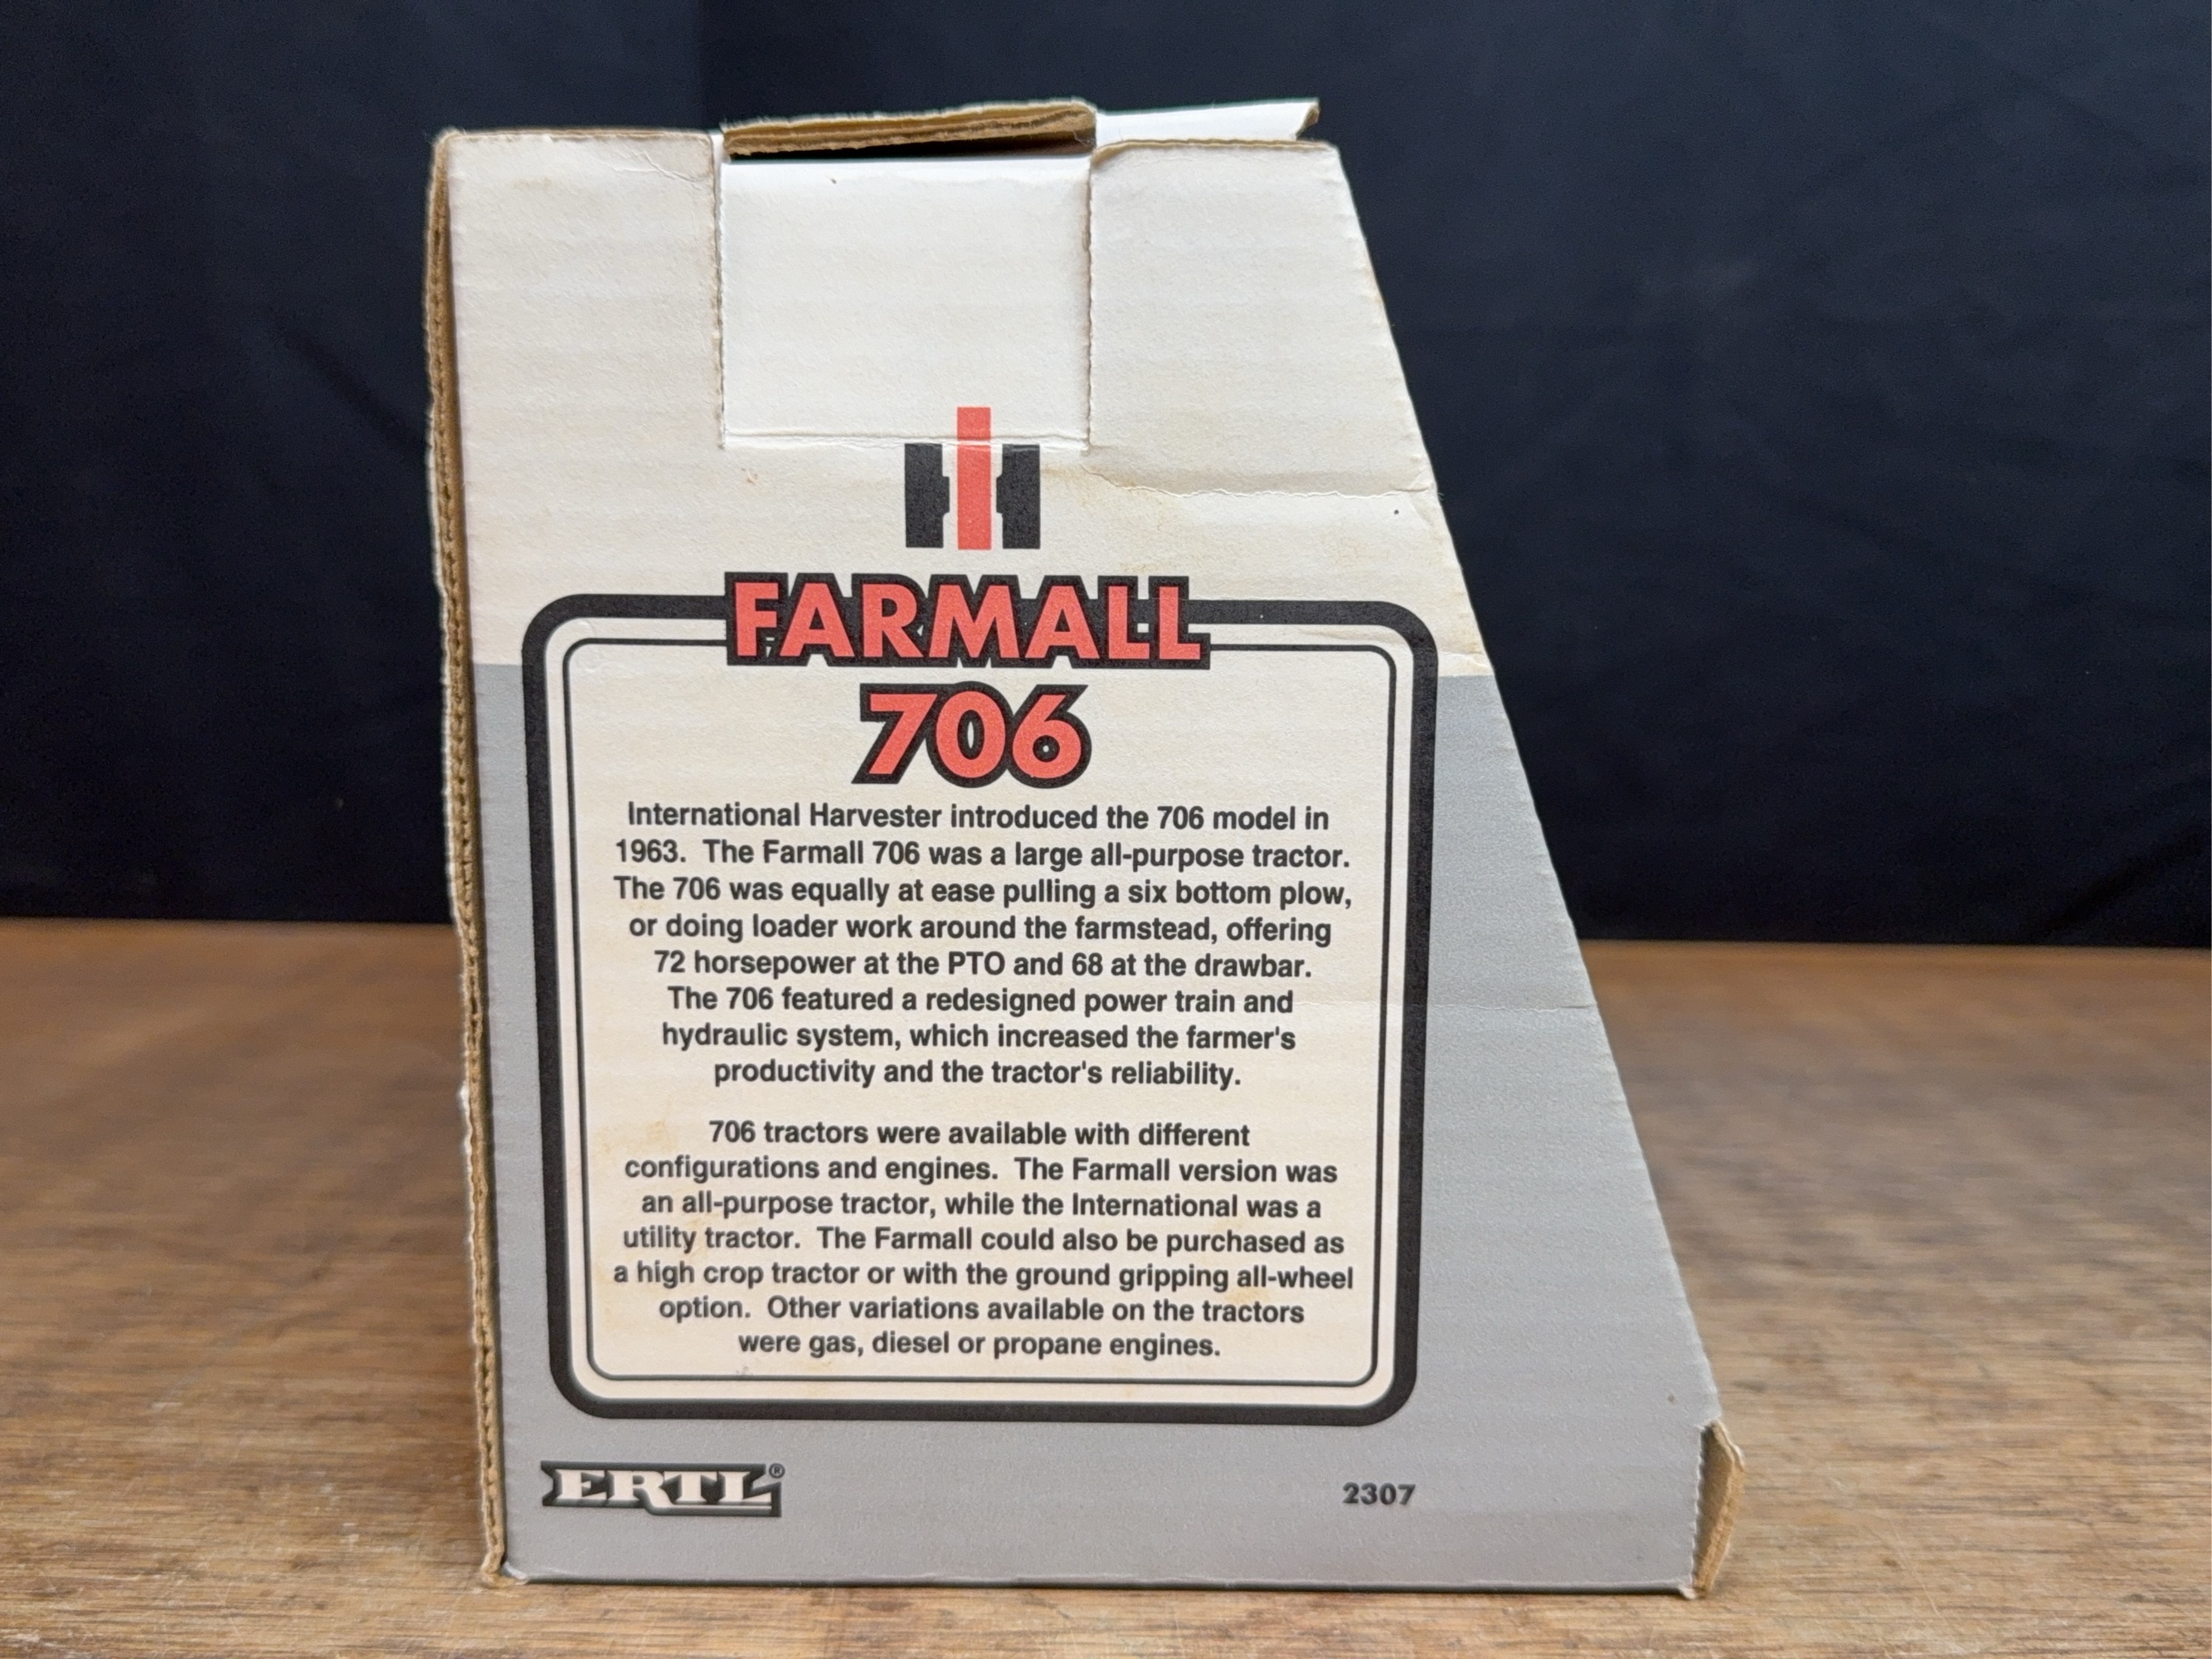 FARMALL
706
International Harvester introduced the 706 model in
1963. The Farmall 706 was a large all-purpose tractor.
The 706 was equally at ease pulling a six bottom plow,
or doing loader work around the farmstead, offering
72 horsepower at the PTO and 68 at the drawbar.
The 706 featured a redesigned power train and
hydraulic system, which increased the farmer's
productivity and the tractor's reliability.
706 tractors were available with different
configurations and engines. The Farmall version was
an all-purpose tractor, while the International was a
utility tractor. The Farmall could also be purchased as
a high crop tractor or with the ground gripping all-wheel
option. Other variations available on the tractors
were gas, diesel or propane engines.
ERTL®
2307